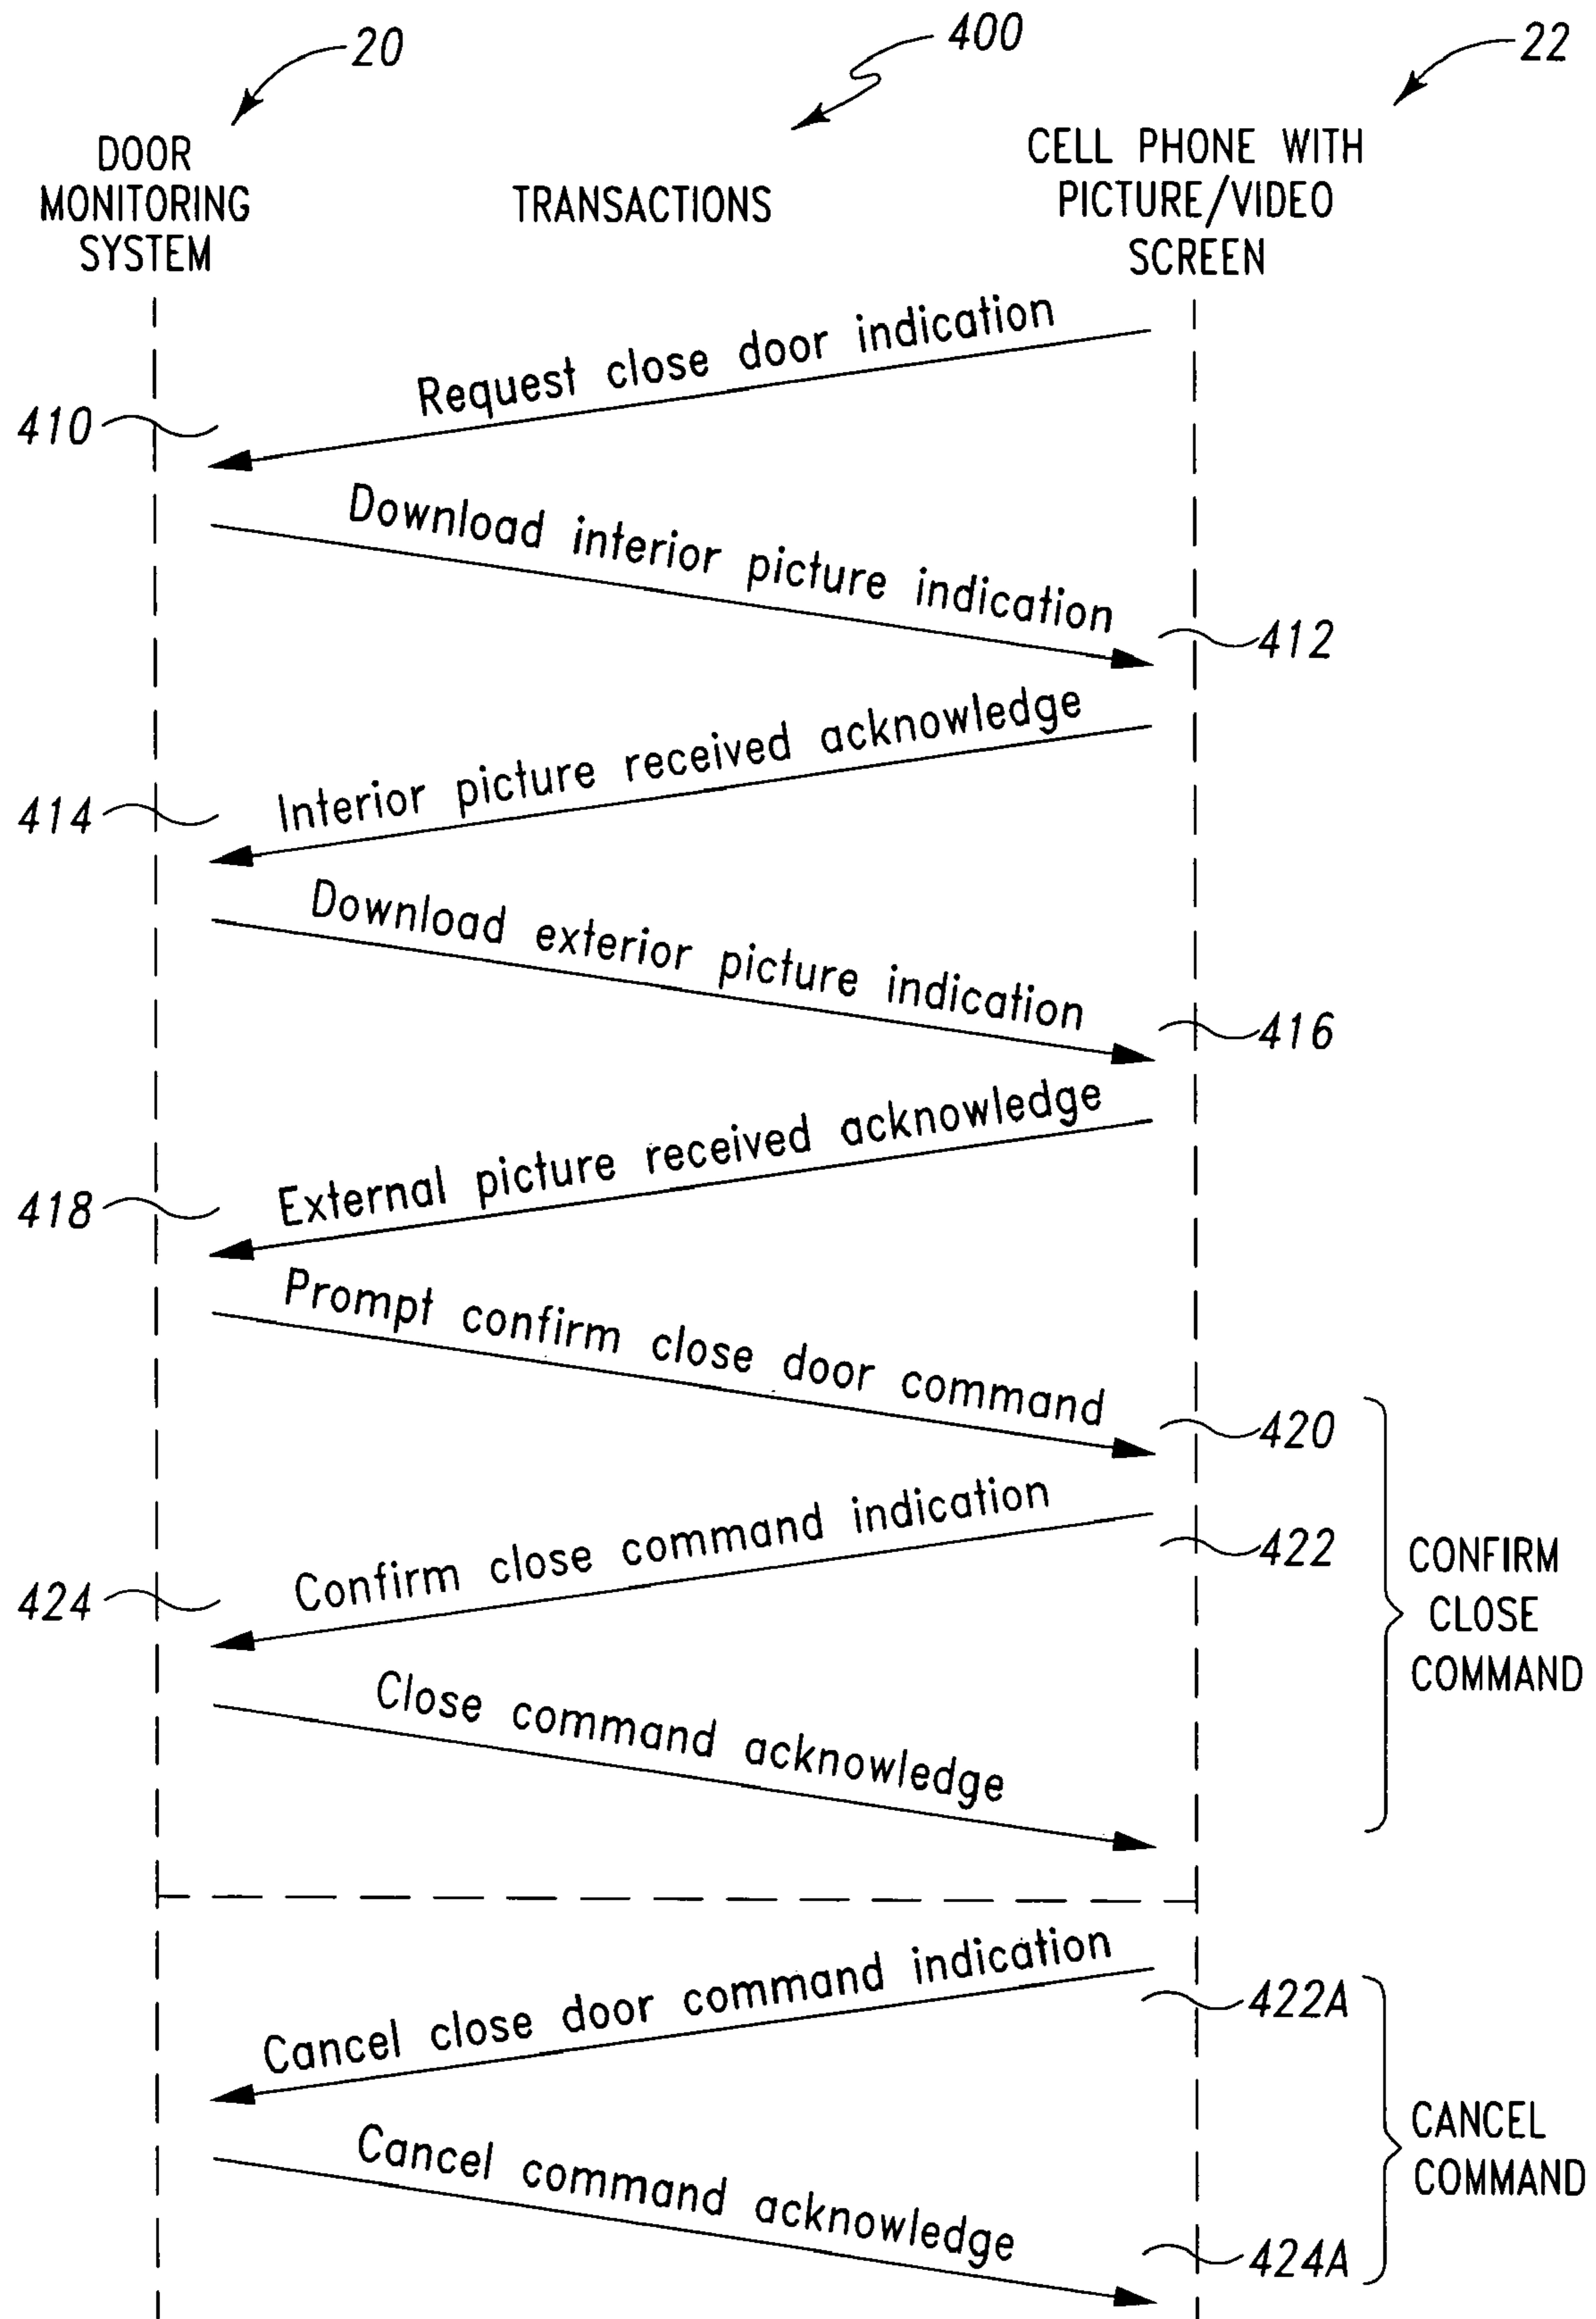 20
400
22
DOOR
MONITORING
SYSTEM
TRANSACTIONS
CELL PHONE WITH
PICTURE/VIDEO
SCREEN
Request close door indication
410
Download interior picture indication
412
Interior picture received acknowledge
414
Download exterior picture indication
416
External picture received acknowledge
418
Prompt confirm close door command
420
Confirm close command indication
422
424
CONFIRM
CLOSE
COMMAND
Close command acknowledge
Cancel close door command indication
422A
Cancel command acknowledge
424A
CANCEL
COMMAND